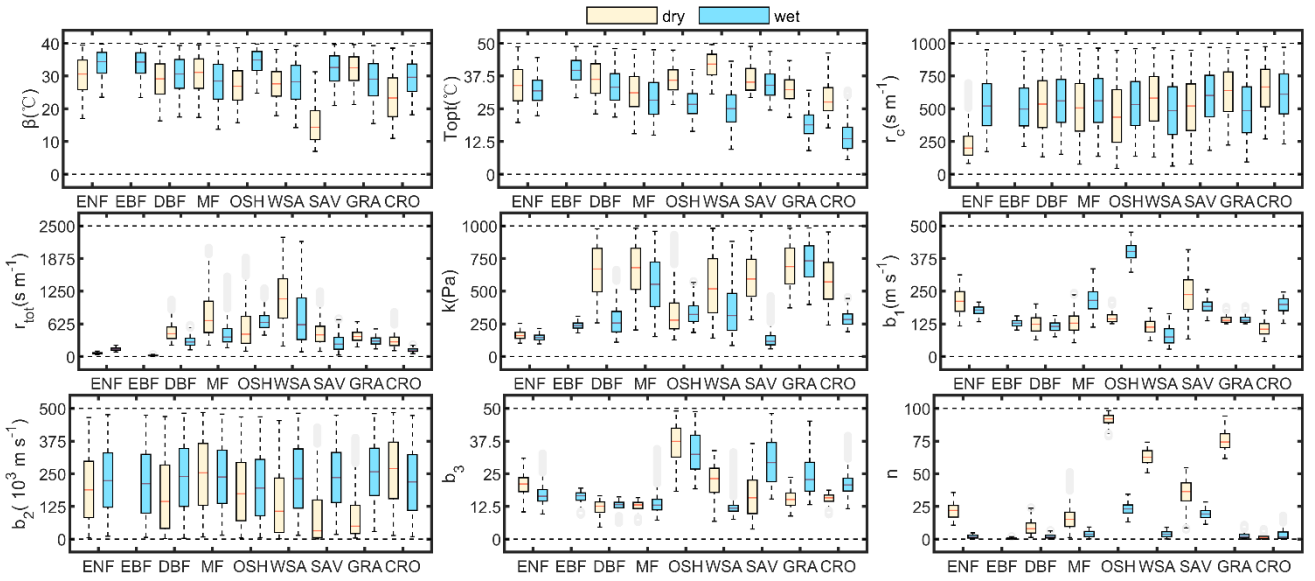 dry wet
β(℃)
40
30
20
10
0
ENF EBF DBF MF OSH WSA SAV GRA CRO
Topt(℃)
50
37.5
25
12.5
0
ENF EBF DBF MF OSH WSA SAV GRA CRO
r_c(s m⁻¹)
1000
750
500
250
0
ENF EBF DBF MF OSH WSA SAV GRA CRO
r_tot(s m⁻¹)
2500
1875
1250
625
0
ENF EBF DBF MF OSH WSA SAV GRA CRO
k(Pa)
1000
750
500
250
0
ENF EBF DBF MF OSH WSA SAV GRA CRO
b_1(m s⁻¹)
500
375
250
125
0
ENF EBF DBF MF OSH WSA SAV GRA CRO
b_2( 10³ m s⁻¹)
500
375
250
125
0
ENF EBF DBF MF OSH WSA SAV GRA CRO
b_3
50
37.5
25
12.5
0
ENF EBF DBF MF OSH WSA SAV GRA CRO
n
100
75
50
25
0
ENF EBF DBF MF OSH WSA SAV GRA CRO